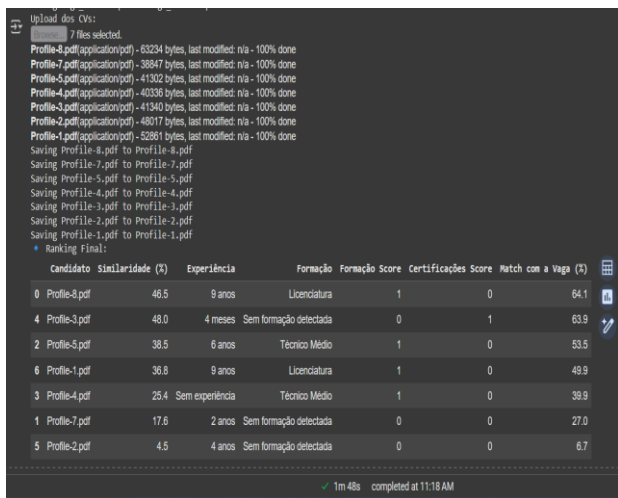 Upload dos CVs:
Browse... 7 files selected.
Profile-8.pdf(application/pdf) - 63234 bytes, last modified: n/a - 100% done
Profile-7.pdf(application/pdf) - 38847 bytes, last modified: n/a - 100% done
Profile-5.pdf(application/pdf) - 41302 bytes, last modified: n/a - 100% done
Profile-4.pdf(application/pdf) - 40336 bytes, last modified: n/a - 100% done
Profile-3.pdf(application/pdf) - 41340 bytes, last modified: n/a - 100% done
Profile-2.pdf(application/pdf) - 48017 bytes, last modified: n/a - 100% done
Profile-1.pdf(application/pdf) - 52861 bytes, last modified: n/a - 100% done
Saving Profile-8.pdf to Profile-8.pdf
Saving Profile-7.pdf to Profile-7.pdf
Saving Profile-5.pdf to Profile-5.pdf
Saving Profile-4.pdf to Profile-4.pdf
Saving Profile-3.pdf to Profile-3.pdf
Saving Profile-2.pdf to Profile-2.pdf
Saving Profile-1.pdf to Profile-1.pdf
Ranking Final:
Candidato Similaridade (%) Experiência Formação Formação Score Certificações Score Match com a Vaga (%)
0 Profile-8.pdf 46.5 9 anos Licenciatura 1 0 64.1
4 Profile-3.pdf 48.0 4 meses Sem formação detectada 0 1 63.9
2 Profile-5.pdf 38.5 6 anos Técnico Médio 1 0 53.5
6 Profile-1.pdf 36.8 9 anos Licenciatura 1 0 49.9
3 Profile-4.pdf 25.4 Sem experiência Técnico Médio 1 0 39.9
1 Profile-7.pdf 17.6 2 anos Sem formação detectada 0 0 27.0
5 Profile-2.pdf 4.5 4 anos Sem formação detectada 0 0 6.7
1m 48s completed at 11:18 AM